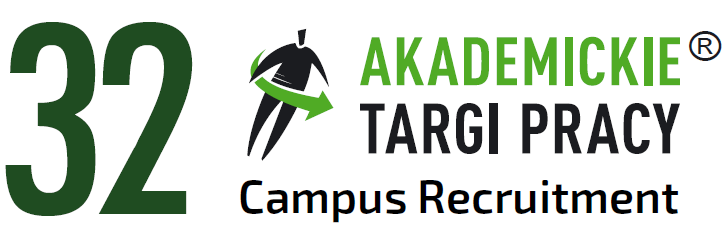 32
AKADEMICKIE®
TARGI PRACY
Campus Recruitment